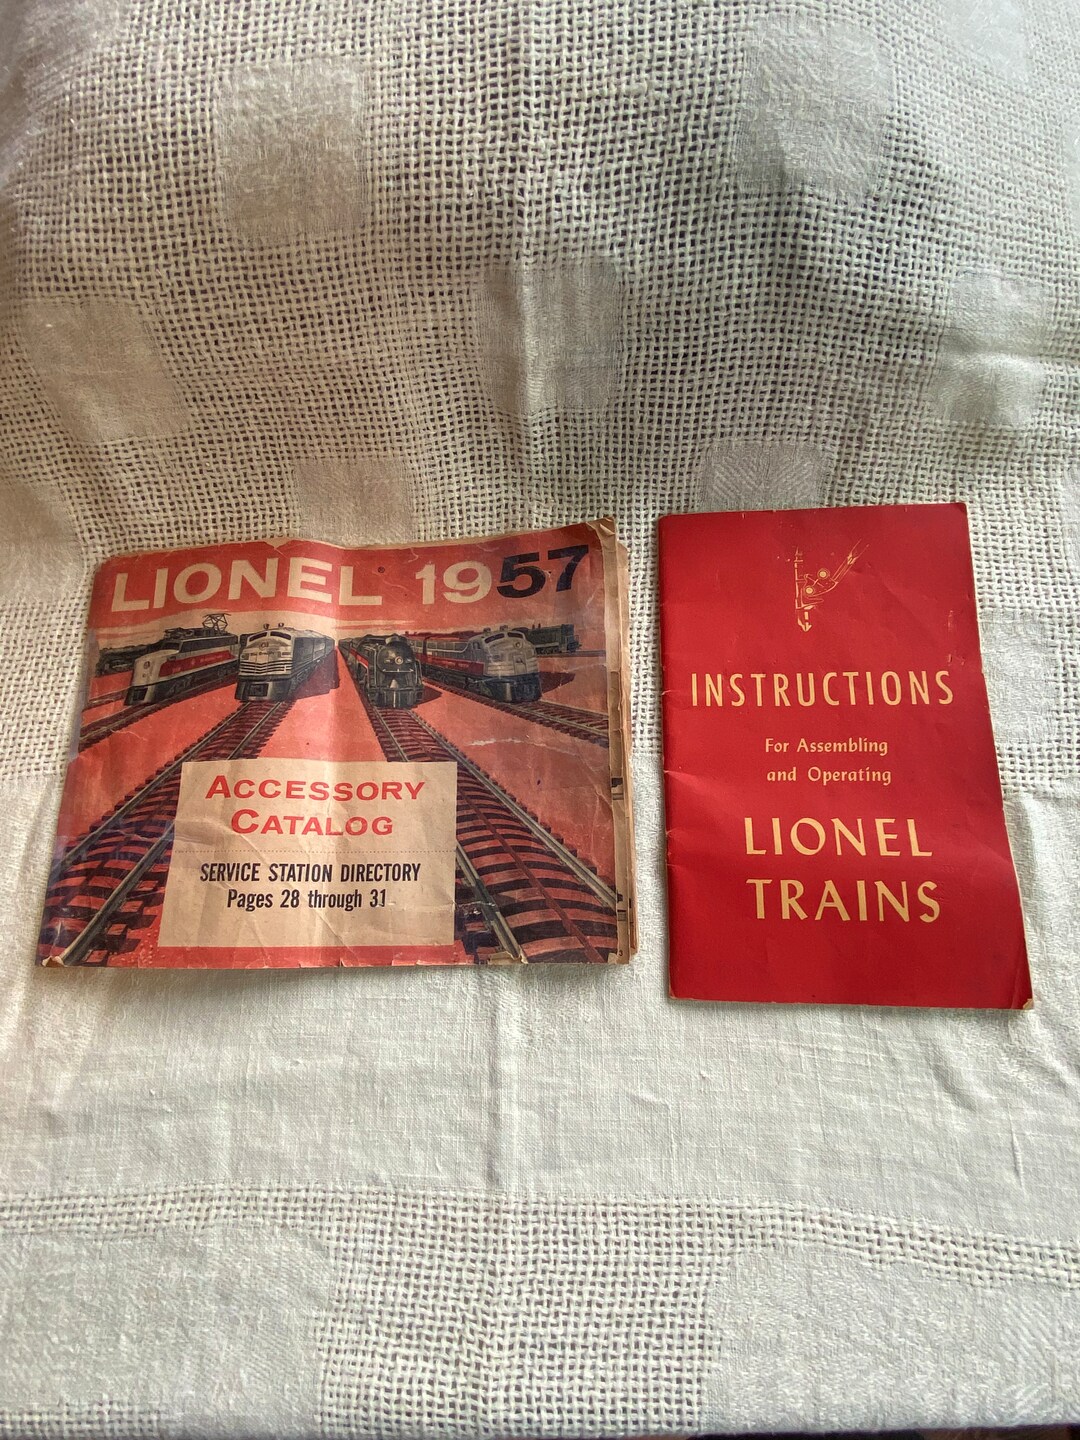 LIONEL 1957
ACCESSORY
CATALOG
SERVICE STATION DIRECTORY
Pages 28 through 31
INSTRUCTIONS
For Assembling
and Operating
LIONEL
TRAINS